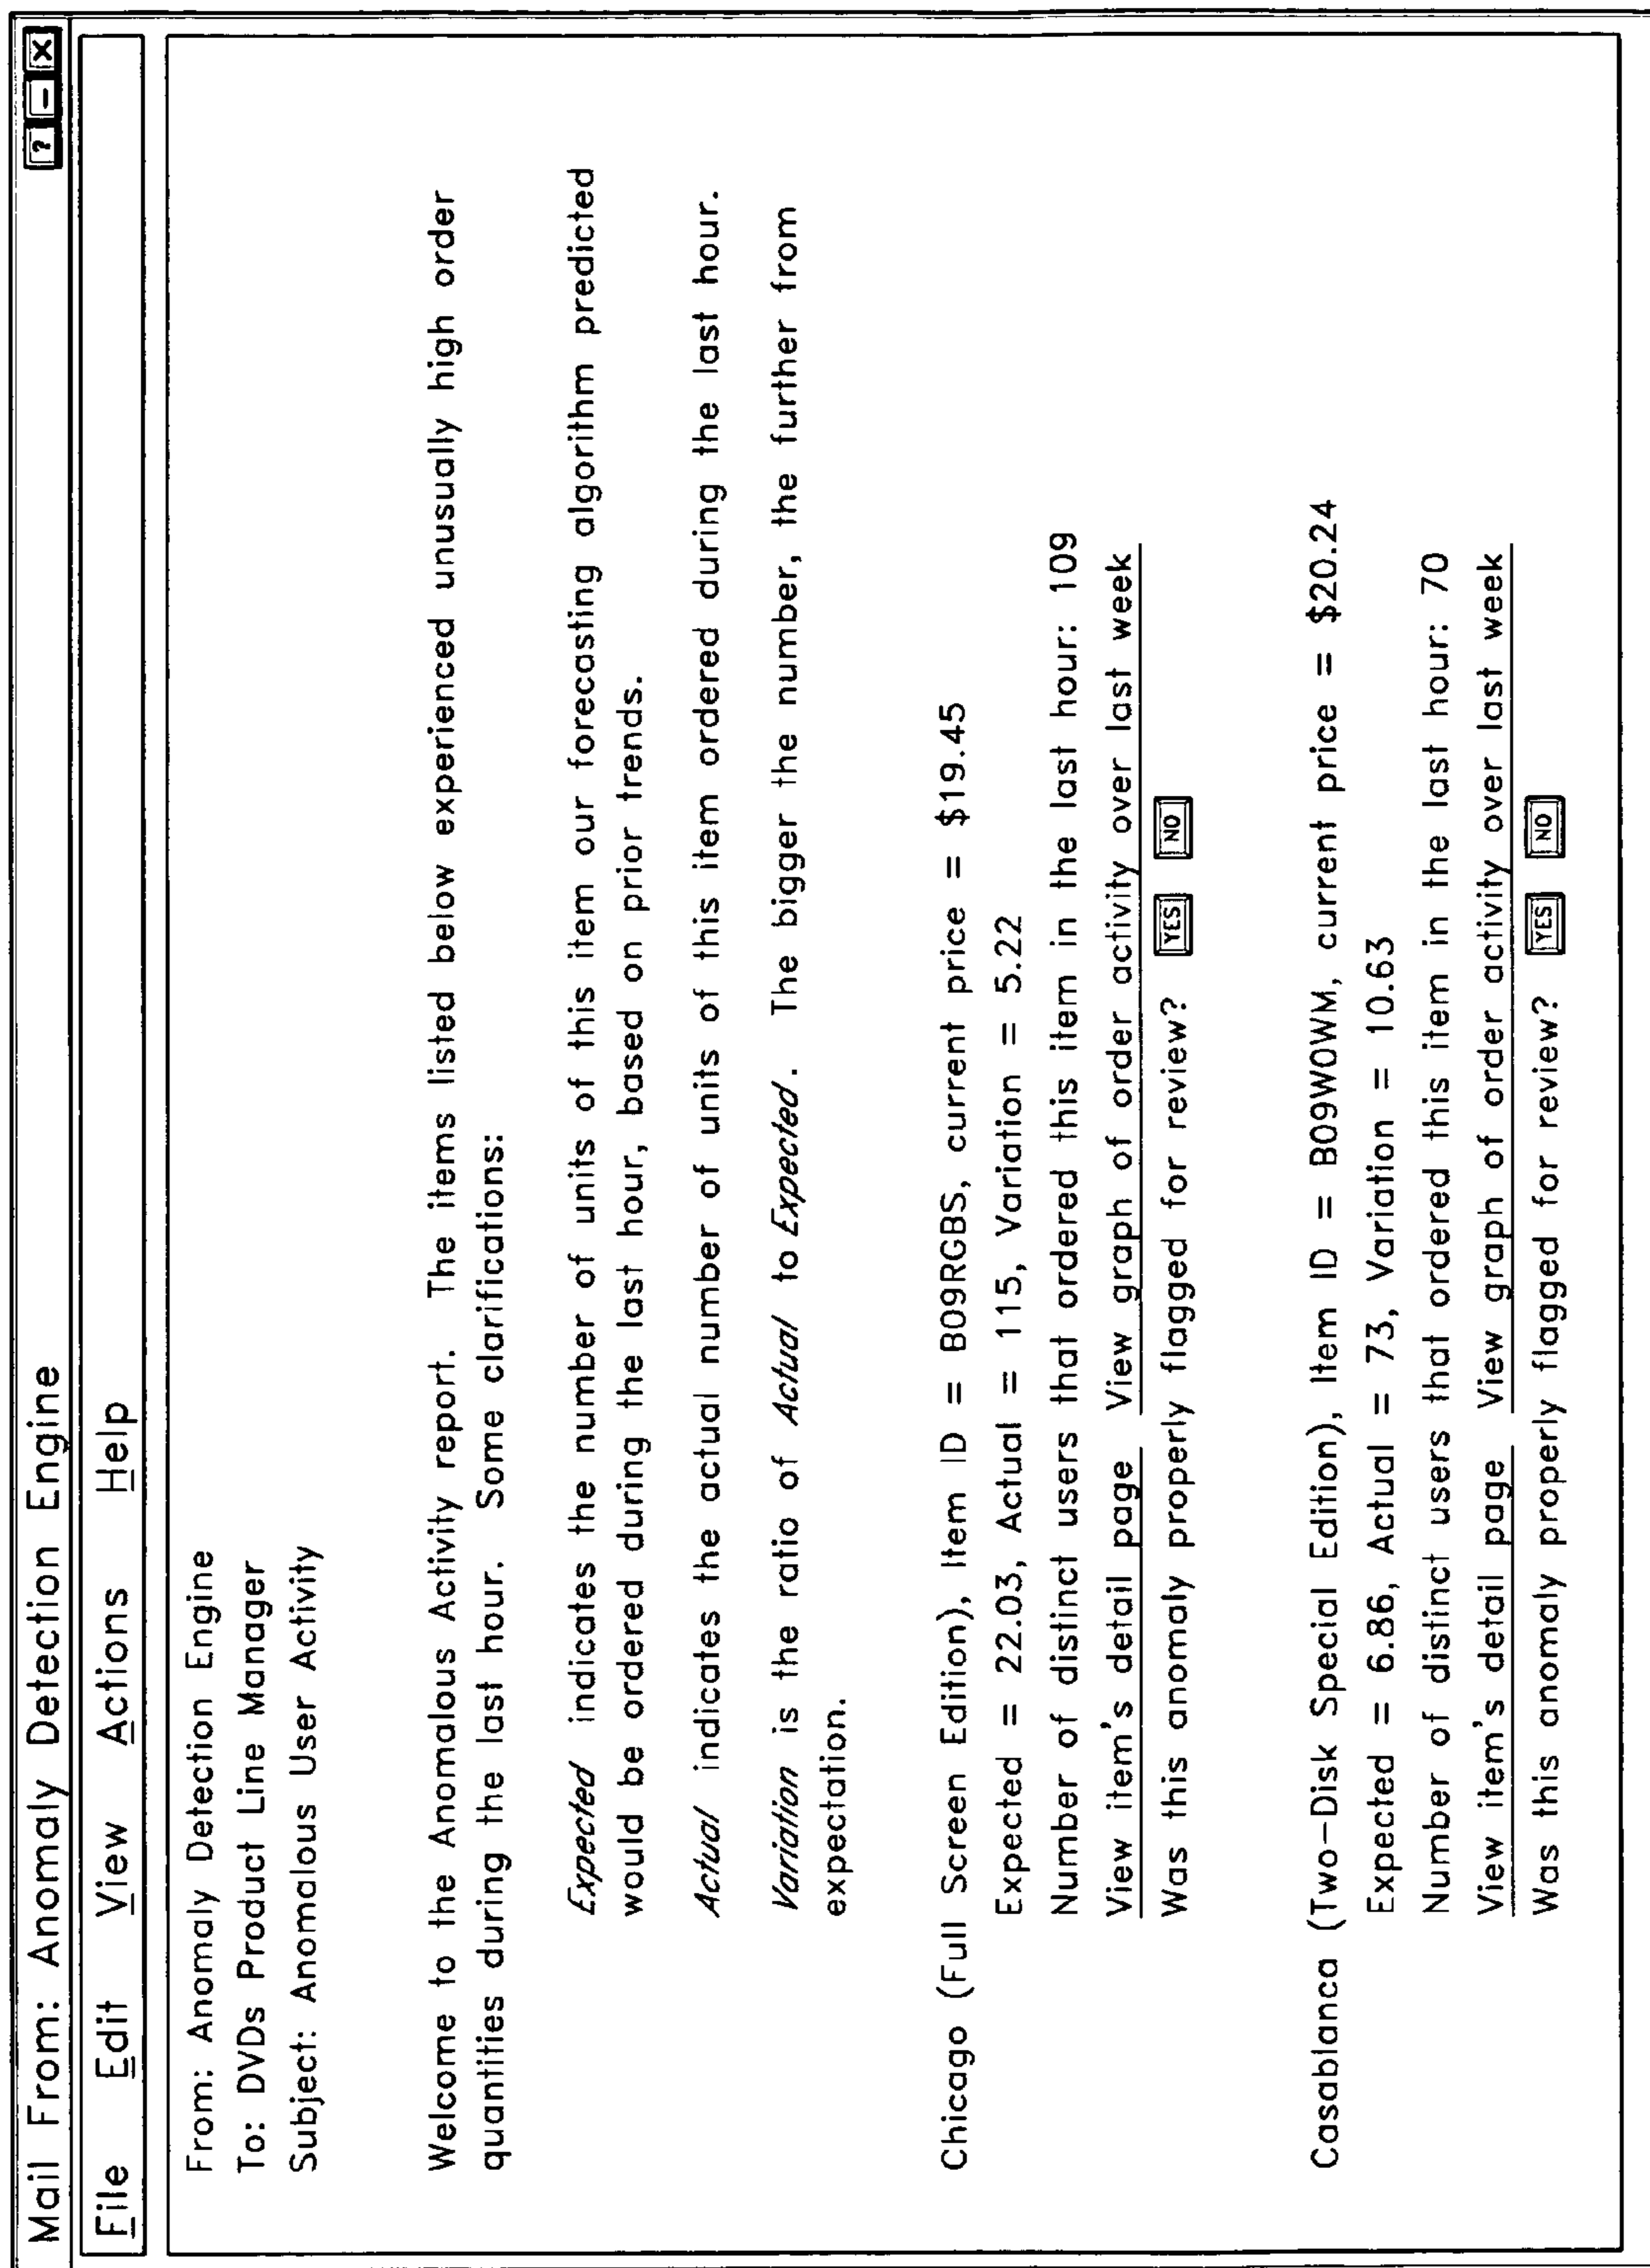 Mail From: Anomaly Detection Engine
? – X
File Edit View Actions Help
From: Anomaly Detection Engine
To: DVDs Product Line Manager
Subject: Anomalous User Activity
Welcome to the Anomalous Activity report. The items listed below experienced unusually high order
quantities during the last hour. Some clarifications:
Expected indicates the number of units of this item our forecasting algorithm predicted
would be ordered during the last hour, based on prior trends.
Actual indicates the actual number of units of this item ordered during the last hour.
Variation is the ratio of Actual to Expected. The bigger the number, the further from
expectation.
Chicago (Full Screen Edition), Item ID = B09RGBS, current price = $19.45
Expected = 22.03, Actual = 115, Variation = 5.22
Number of distinct users that ordered this item in the last hour: 109
View item's detail page View graph of order activity over last week
Was this anomaly properly flagged for review? YES NO
Casablanca (Two-Disk Special Edition), Item ID = B09WOWM, current price = $20.24
Expected = 6.86, Actual = 73, Variation = 10.63
Number of distinct users that ordered this item in the last hour: 70
View item's detail page View graph of order activity over last week
Was this anomaly properly flagged for review? YES NO